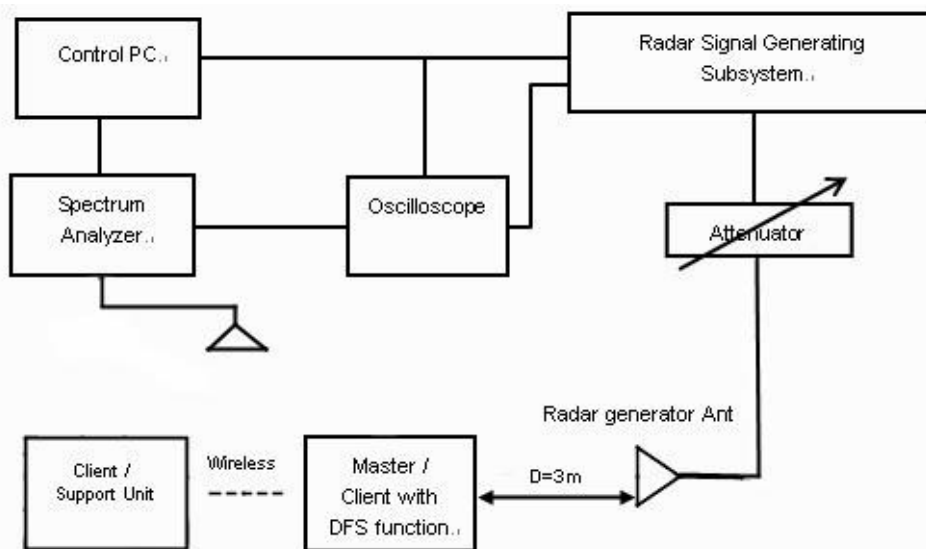 Control PC.
Radar Signal Generating
Subsystem.
Spectrum
Analyzer.
Oscilloscope
Attenuator
Radar generator Ant
Client /
Support Unit
Wireless
Master /
Client with
DFS function.
D=3m